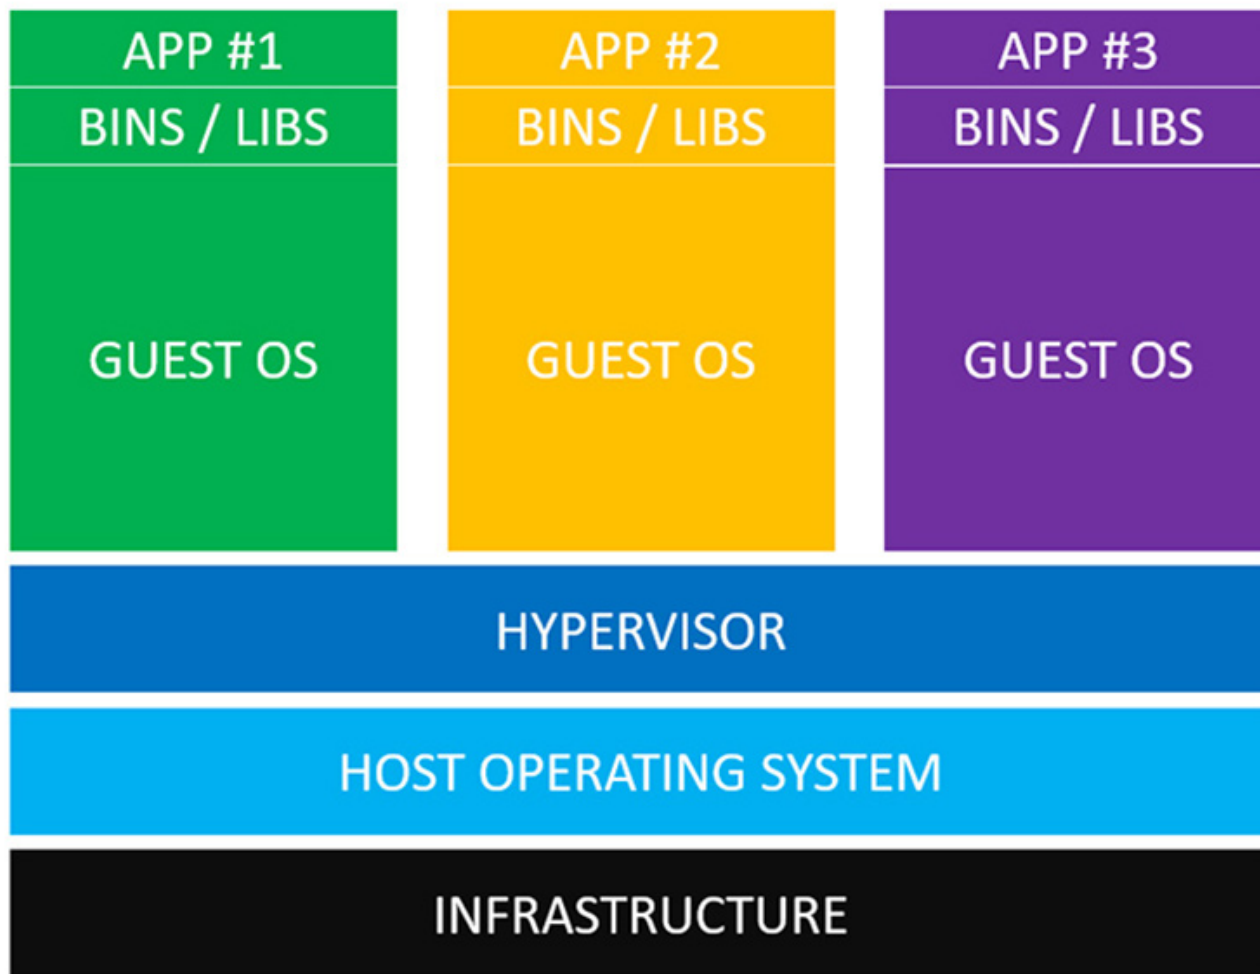 APP #1
APP #2
APP #3
BINS / LIBS
BINS / LIBS
BINS / LIBS
GUEST OS
GUEST OS
GUEST OS
HYPERVISOR
HOST OPERATING SYSTEM
INFRASTRUCTURE